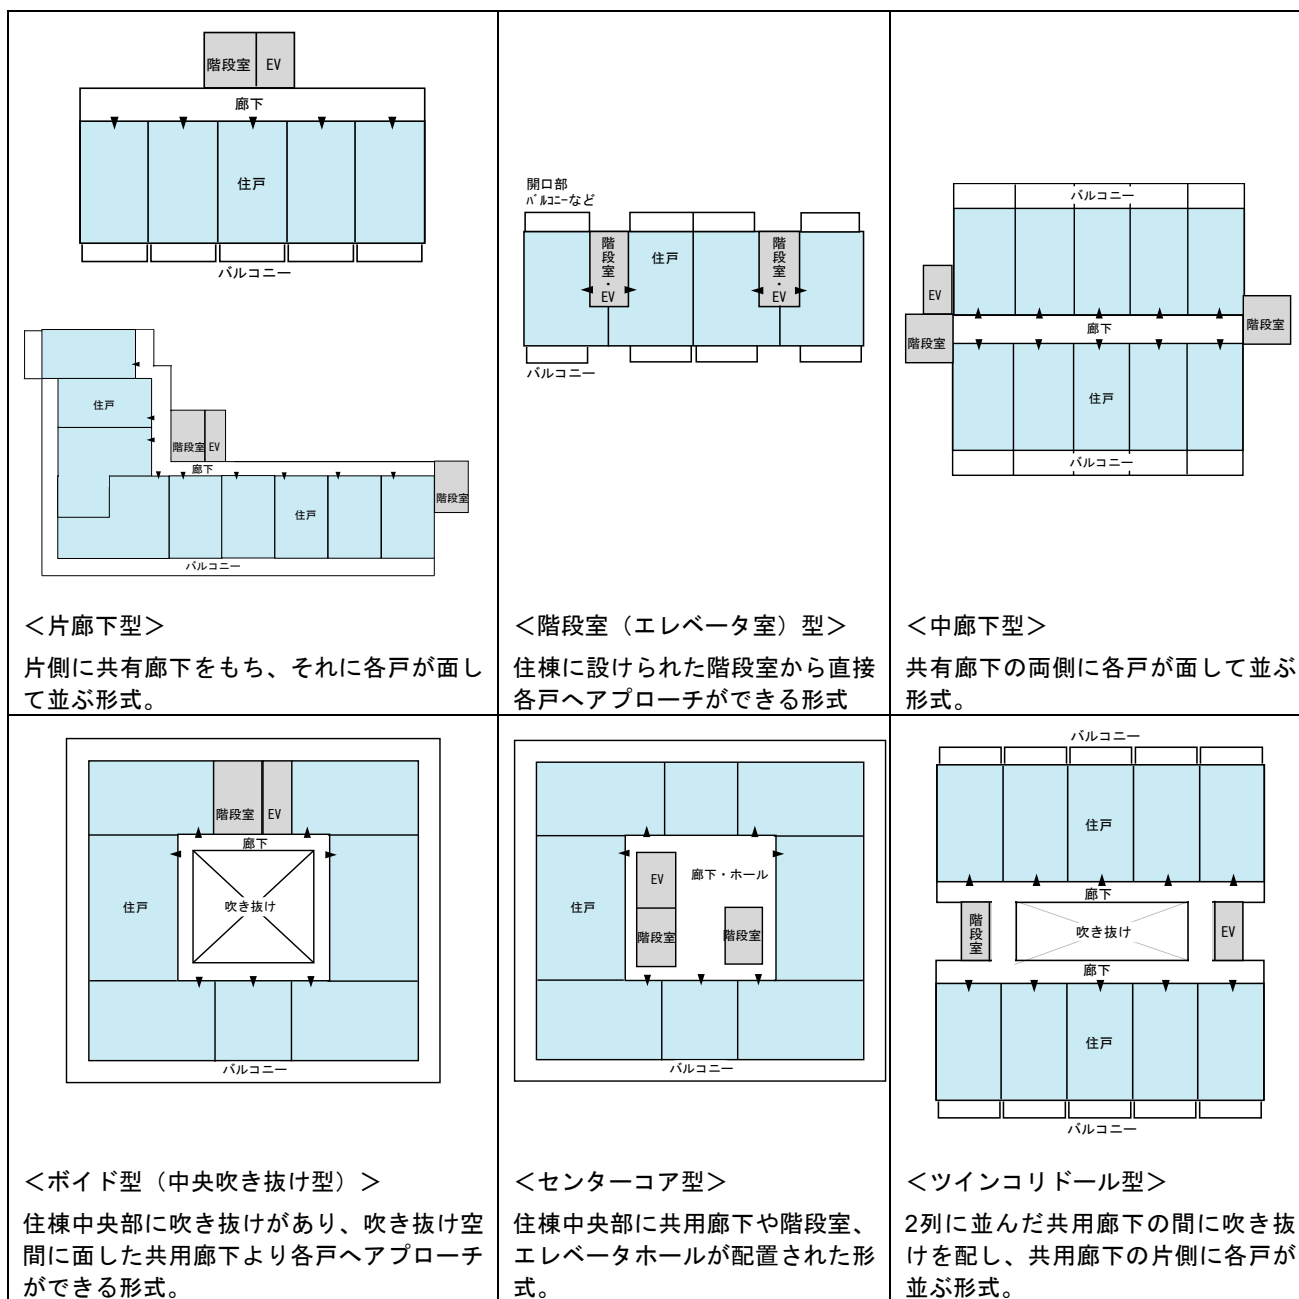 階段室 EV
廊下
住戸
バルコニー
住戸
階段室 EV
廊下
階段室
住戸
バルコニー
＜片廊下型＞
片側に共有廊下をもち、それに各戸が面し
て並ぶ形式。
開口部
ﾊﾞﾙｺﾆｰなど
階段室・EV
住戸
階段室・EV
バルコニー
＜階段室（エレベータ室）型＞
住棟に設けられた階段室から直接
各戸へアプローチができる形式
バルコニー
EV
階段室
廊下
階段室
住戸
バルコニー
＜中廊下型＞
共有廊下の両側に各戸が面して並ぶ
形式。
階段室 EV
廊下
住戸
吹き抜け
バルコニー
＜ボイド型（中央吹き抜け型）＞
住棟中央部に吹き抜けがあり、吹き抜け空
間に面した共用廊下より各戸へアプローチ
ができる形式。
EV
廊下・ホール
住戸
階段室
階段室
バルコニー
＜センターコア型＞
住棟中央部に共用廊下や階段室、
エレベータホールが配置された形
式。
バルコニー
住戸
廊下
階段室
吹き抜け
EV
廊下
住戸
バルコニー
＜ツインコリドール型＞
2列に並んだ共用廊下の間に吹き抜
けを配し、共用廊下の片側に各戸が
並ぶ形式。